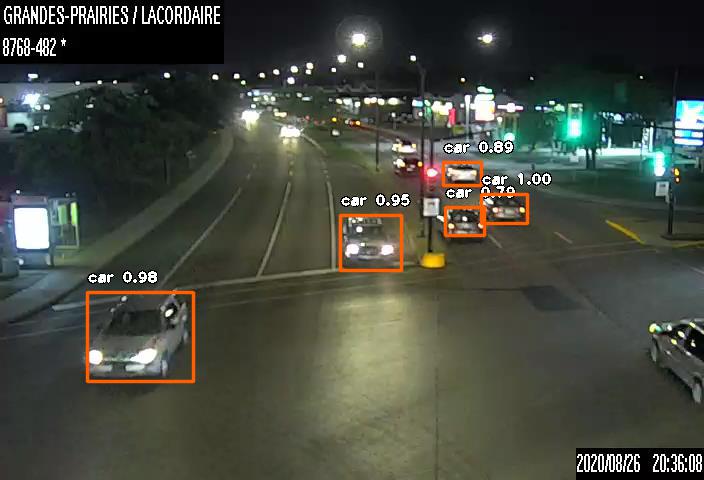 GRANDES-PRAIRIES / LACORDAIRE
8768-482 *
car 0.89
car 1.00
car 0.79
car 0.95
car 0.98
2020/08/26 20:36:08